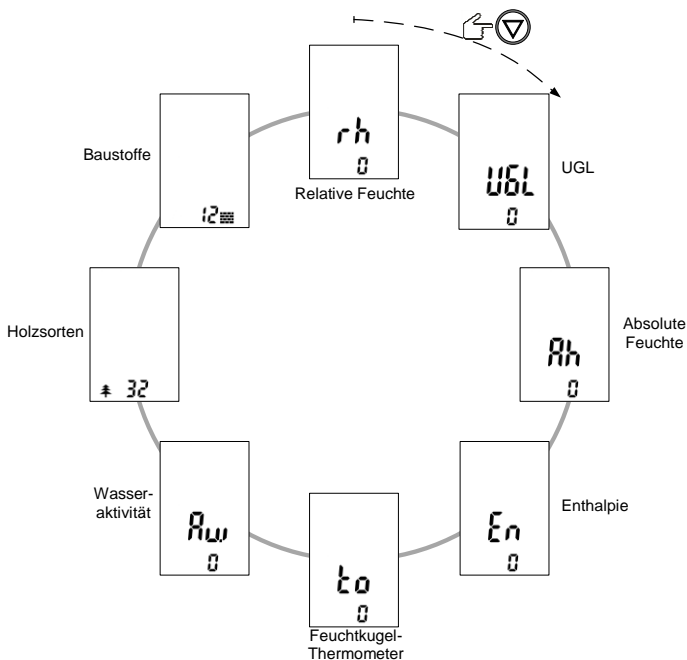 rh
0
Relative Feuchte
UGL
0
UGL
Ah
0
Absolute
Feuchte
En
0
Enthalpie
to
0
Feuchtkugel-
Thermometer
Aw
0
Wasser-
aktivität
32
Holzsorten
12
Baustoffe